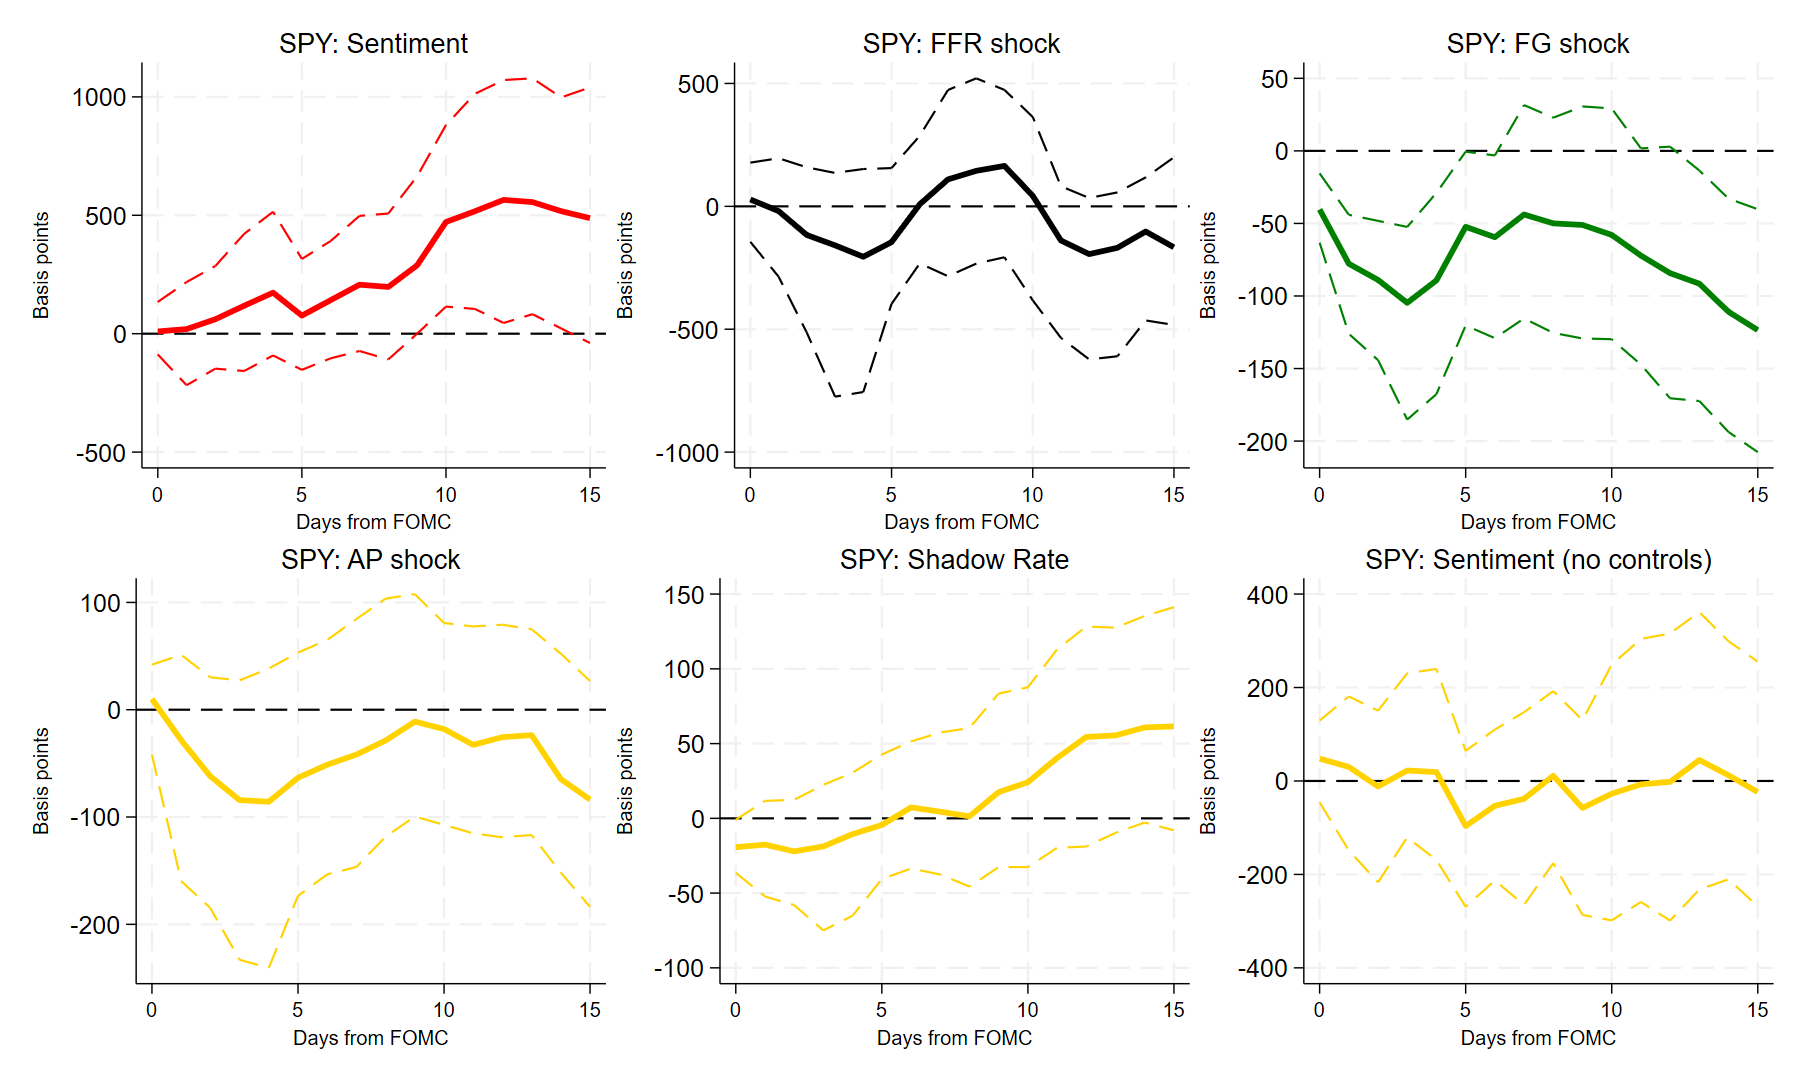 SPY: Sentiment
1000
500
0
-500
Basis points
0 5 10 15
Days from FOMC
SPY: FFR shock
500
0
-500
-1000
Basis points
0 5 10 15
Days from FOMC
SPY: FG shock
50
0
-50
-100
-150
-200
Basis points
0 5 10 15
Days from FOMC
SPY: AP shock
100
0
-100
-200
Basis points
0 5 10 15
Days from FOMC
SPY: Shadow Rate
150
100
50
0
-50
-100
Basis points
0 5 10 15
Days from FOMC
SPY: Sentiment (no controls)
400
200
0
-200
-400
Basis points
0 5 10 15
Days from FOMC